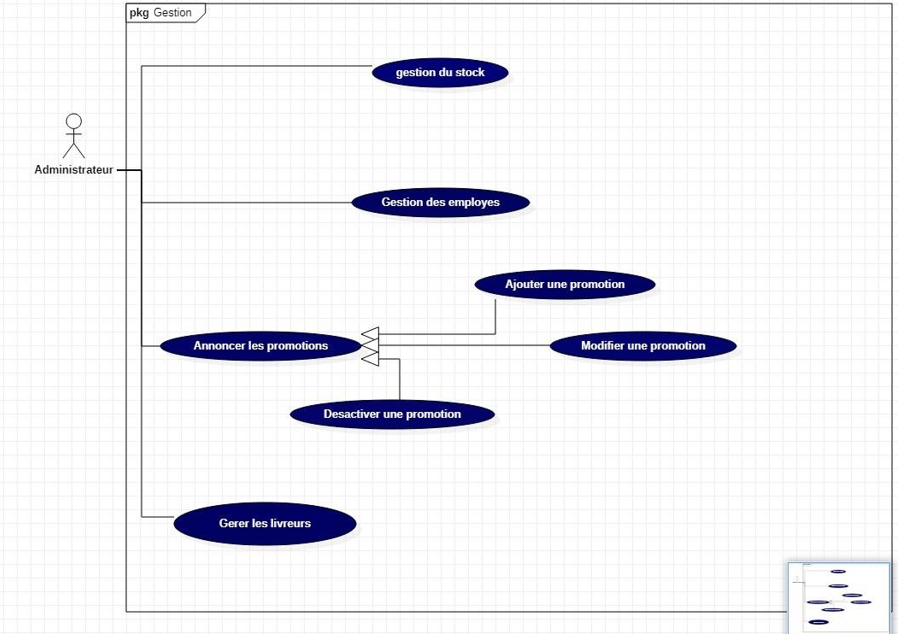 pkg Gestion
gestion du stock
Administrateur
Gestion des employes
Ajouter une promotion
Annoncer les promotions
Modifier une promotion
Desactiver une promotion
Gerer les livreurs